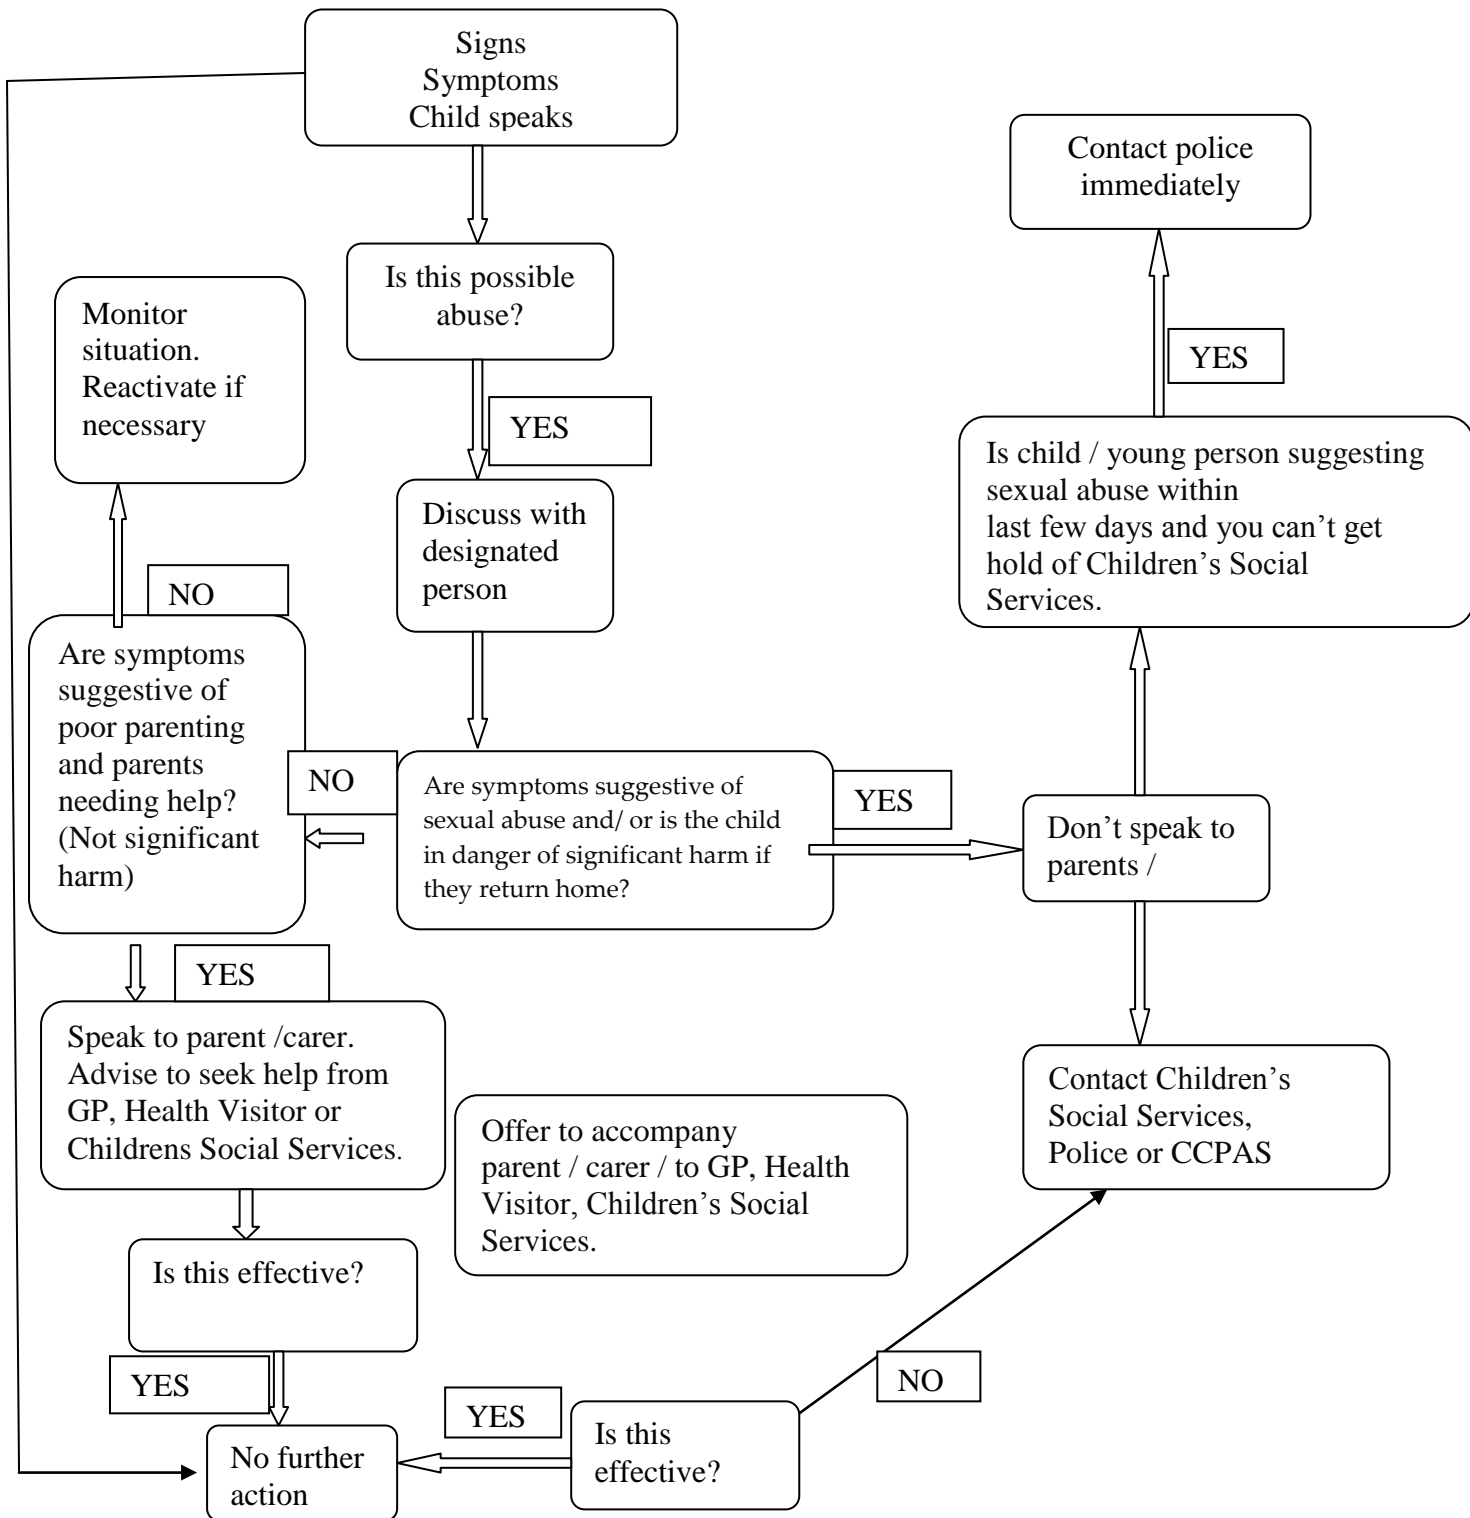 Signs
Symptoms
Child speaks
Contact police
immediately
Is this possible
abuse?
Monitor
situation.
Reactivate if
necessary
YES
YES
Is child / young person suggesting
sexual abuse within
last few days and you can’t get
hold of Children’s Social
Services.
Discuss with
designated
person
NO
Are symptoms
suggestive of
poor parenting
and parents
needing help?
(Not significant
harm)
NO
Are symptoms suggestive of
sexual abuse and/ or is the child
in danger of significant harm if
they return home?
YES
Don’t speak to
parents /
YES
Speak to parent /carer.
Advise to seek help from
GP, Health Visitor or
Childrens Social Services.
Offer to accompany
parent / carer / to GP, Health
Visitor, Children’s Social
Services.
Contact Children’s
Social Services,
Police or CCPAS
Is this effective?
YES
YES
NO
Is this
effective?
No further
action